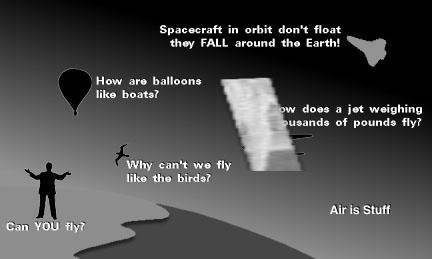 Spacecraft in orbit don't float
they FALL around the Earth!
How are balloons
like boats?
does a jet weighing
of pounds fly?
Why can't we fly
like the birds?
Air is Stuff
Can YOU fly?